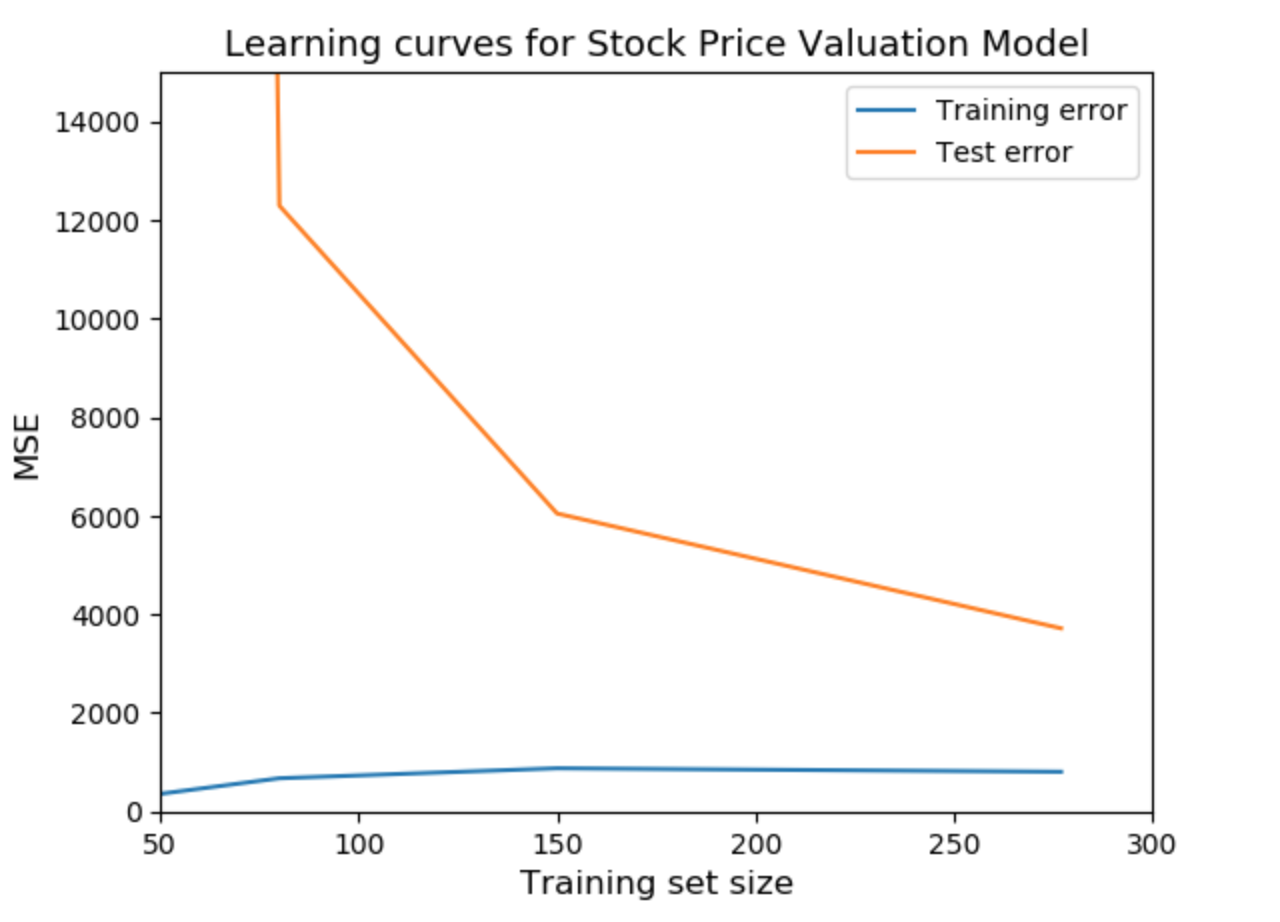 Learning curves for Stock Price Valuation Model
Training error
Test error
14000
12000
10000
8000
6000
4000
2000
0
MSE
50 100 150 200 250 300
Training set size